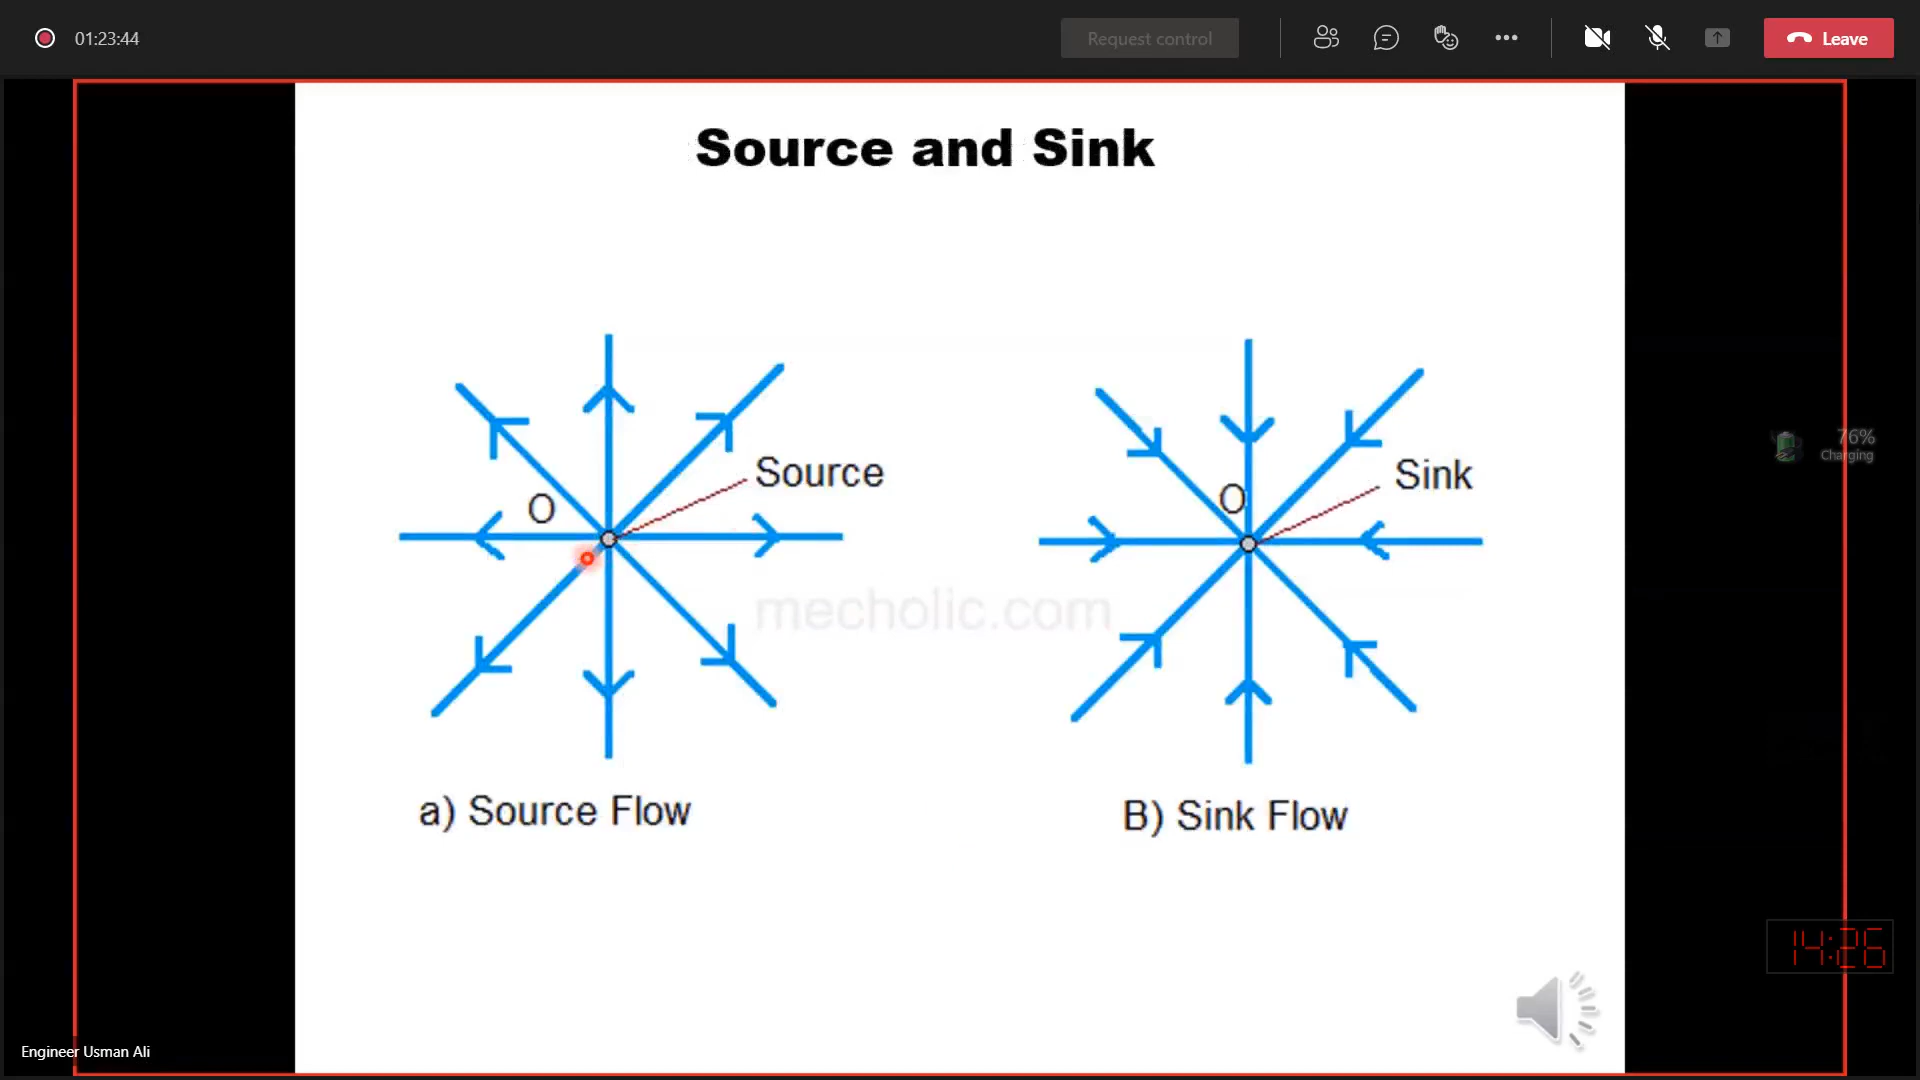 01:23:44
Request control
Leave
Source and Sink
Source
O
Sink
O
mecholic.com
76%
Charging
a) Source Flow
B) Sink Flow
14:26
Engineer Usman Ali